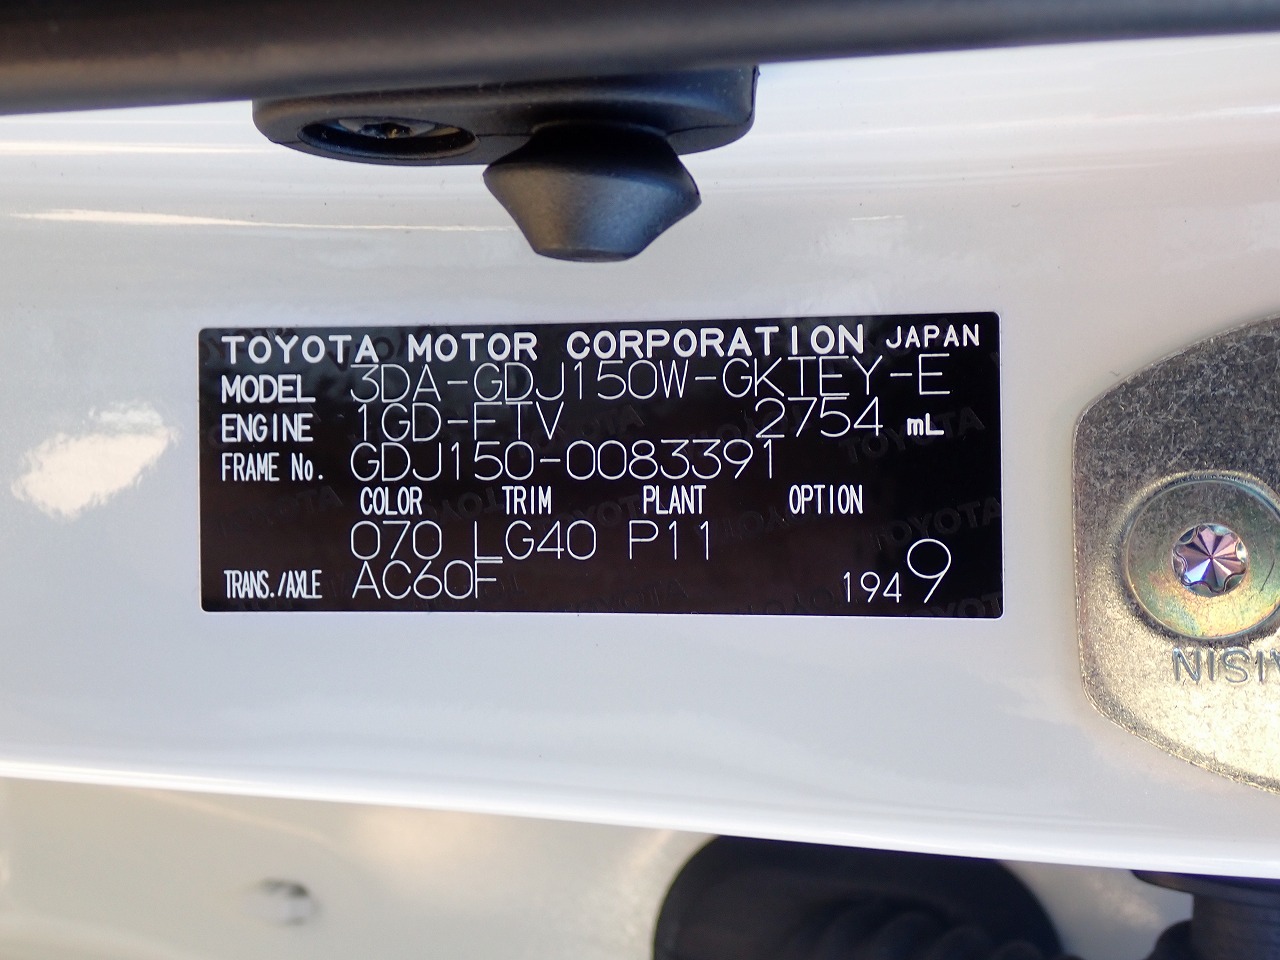 TOYOTA MOTOR CORPORATION JAPAN
MODEL 3DA-GDJ150W-GKTEY-E
ENGINE 1GD-FTV 2754 mL
FRAME No. GDJ150-0083391
COLOR TRIM PLANT OPTION
070 LG40 P11
TRANS./AXLE AC60F 1949